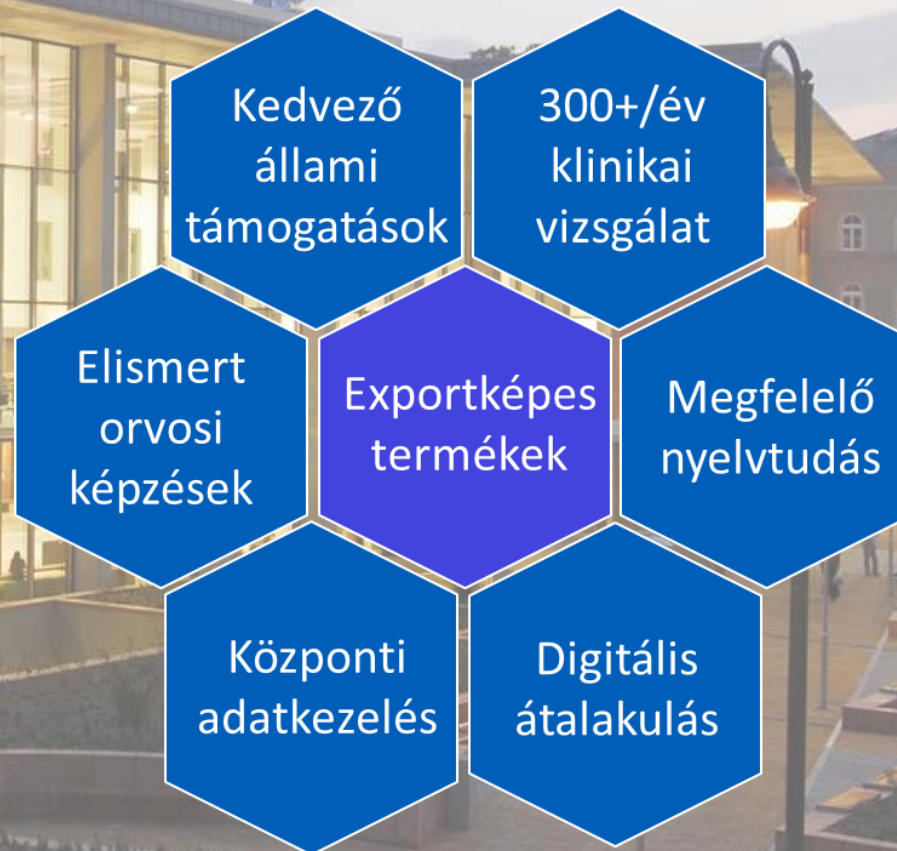 Kedvező
állami
támogatások
300+/év
klinikai
vizsgálat
Elismert
orvosi
képzések
Exportképes
termékek
Megfelelő
nyelvtudás
Központi
adatkezelés
Digitális
átalakulás